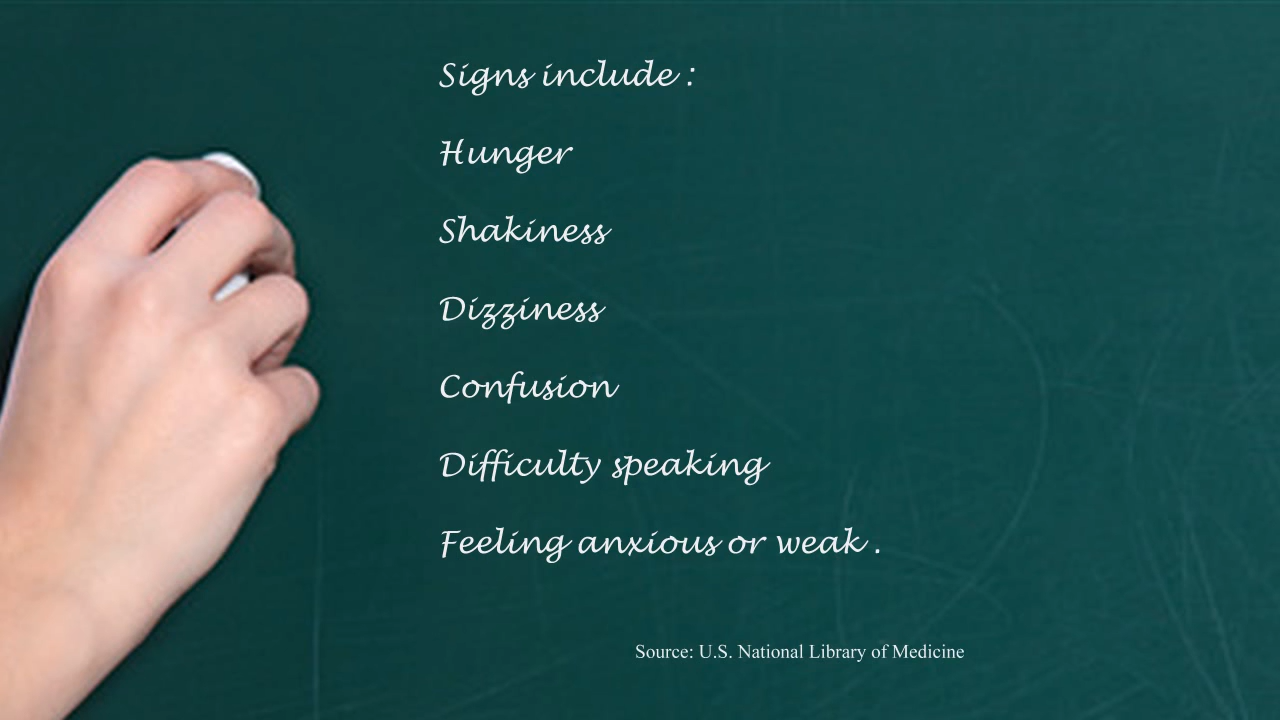 Signs include :
Hunger
Shakiness
Dizziness
Confusion
Difficulty speaking
Feeling anxious or weak .
Source: U.S. National Library of Medicine